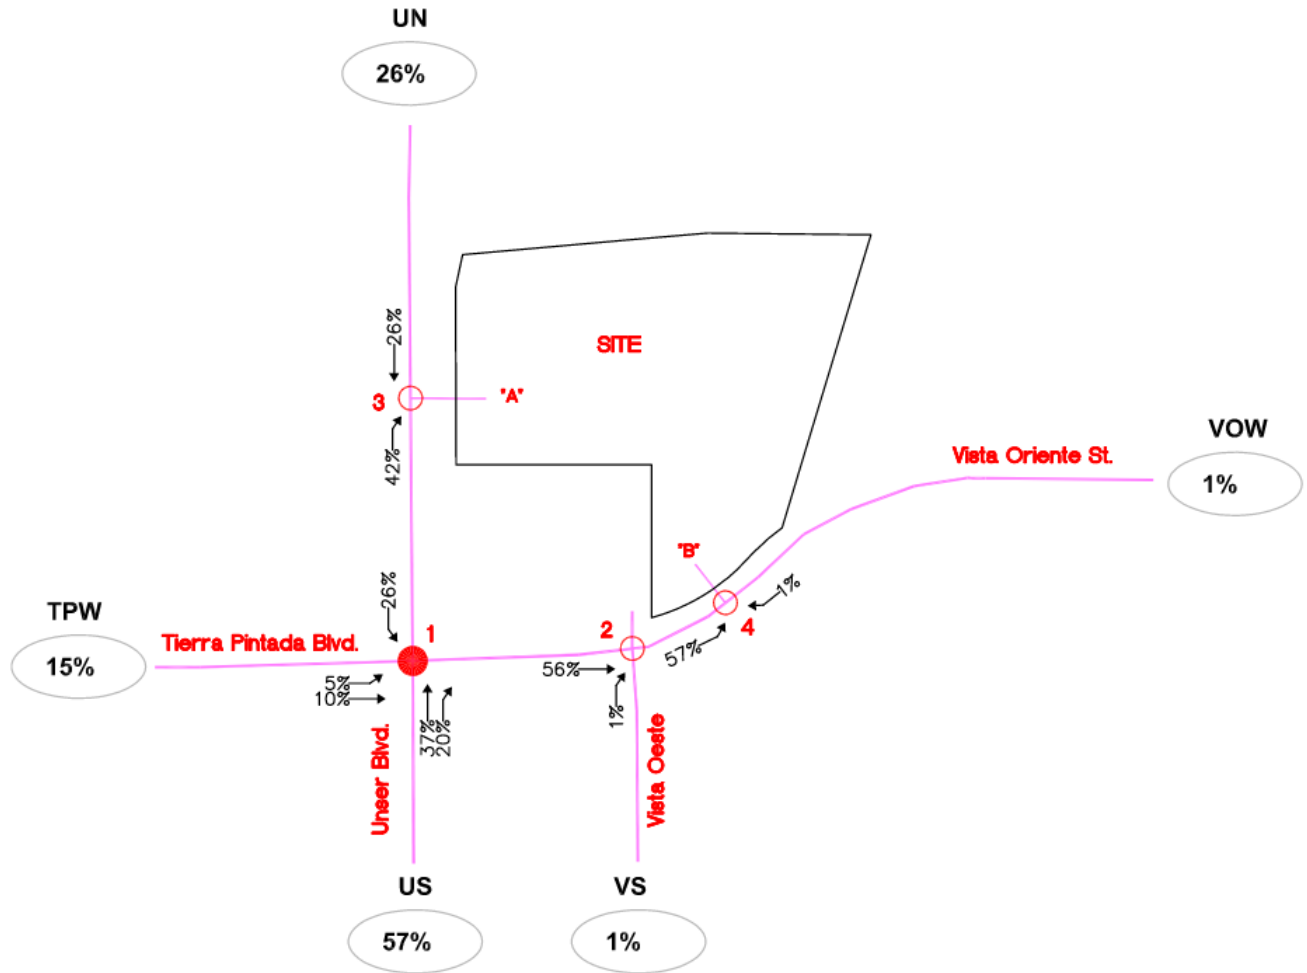 UN
26%
26%
SITE
3
"A"
42%
VOW
Vista Oriente St.
1%
"B"
1%
26%
TPW
1
2
4
Tierra Pintada Blvd.
15%
57%
56%
5%
10%
1%
37%
20%
Unser Blvd.
Vista Oeste
US
VS
57%
1%